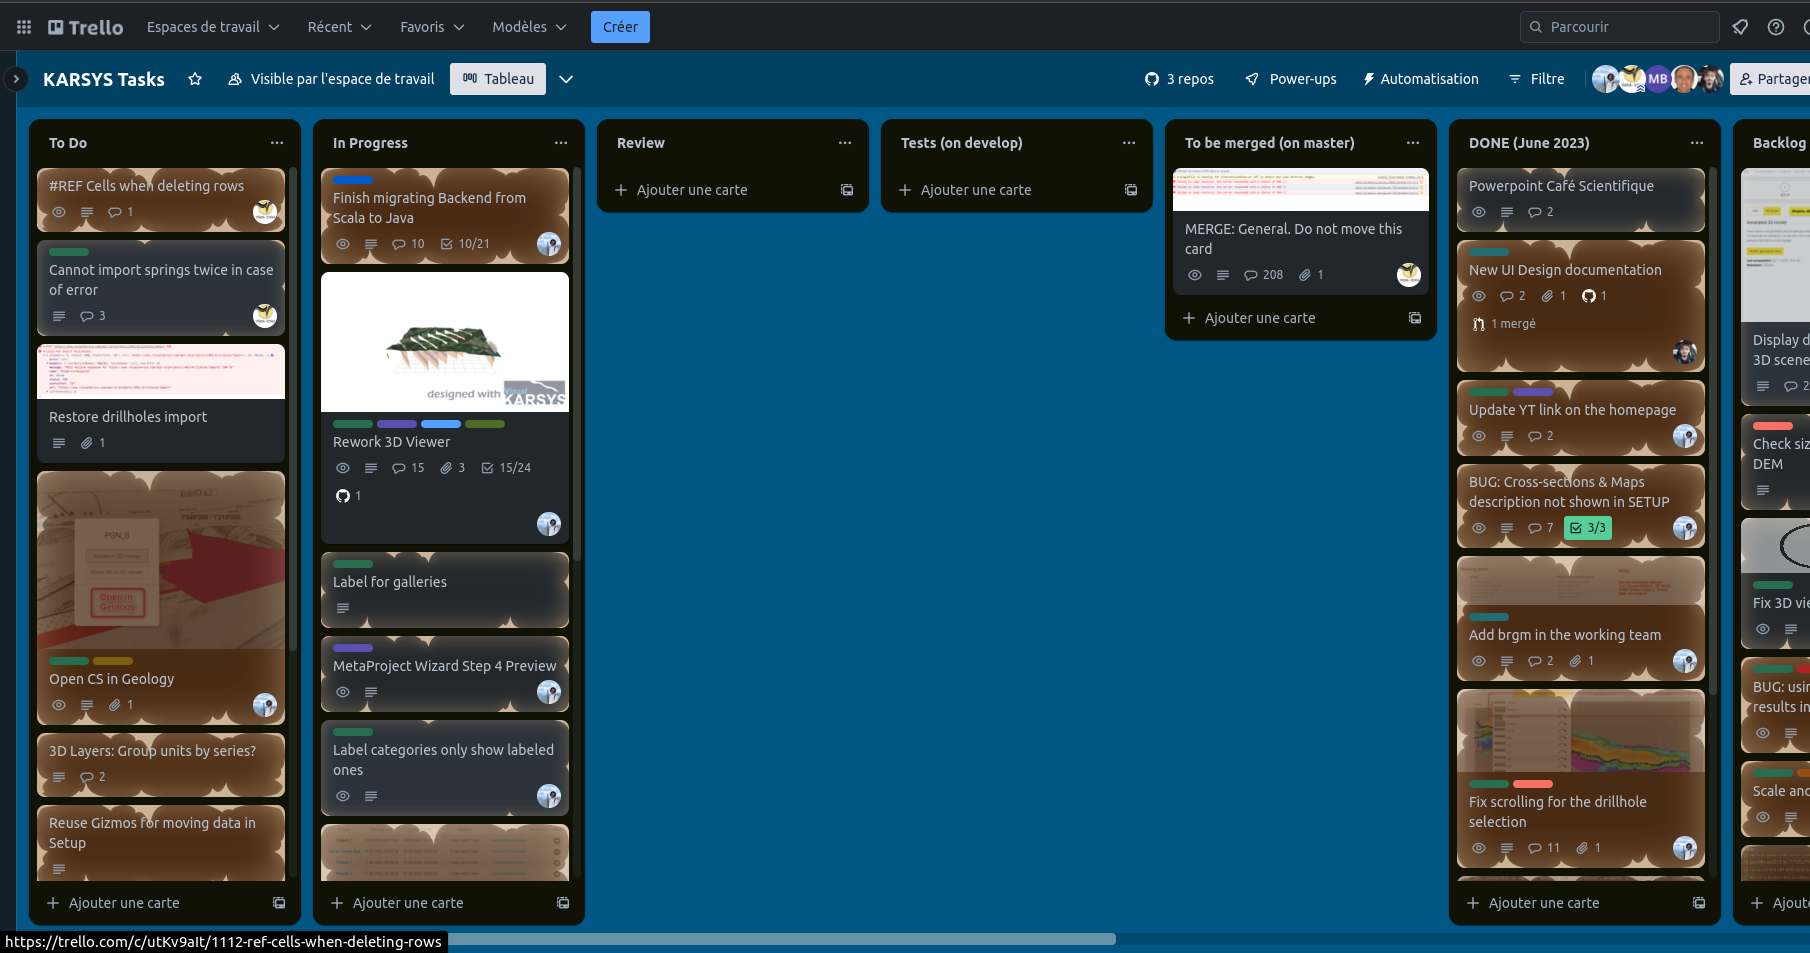 Trello
Espaces de travail
Récent
Favoris
Modèles
Créer
Parcourir
KARSYS Tasks
Visible par l'espace de travail
Tableau
3 repos
Power-ups
Automatisation
Filtre
MB
Partager
To Do
#REF Cells when deleting rows
1
Cannot import springs twice in case
of error
3
Restore drillholes import
1
PGN_8
Open in
Geology
Open CS in Geology
1
3D Layers: Group units by series?
2
Reuse Gizmos for moving data in
Setup
Ajouter une carte
In Progress
Finish migrating Backend from
Scala to Java
10
10/21
designed with
Visual
KARSYS
Rework 3D Viewer
15
3
15/24
1
Label for galleries
MetaProject Wizard Step 4 Preview
Label categories only show labeled
ones
Ajouter une carte
Review
Ajouter une carte
Tests (on develop)
Ajouter une carte
To be merged (on master)
MERGE: General. Do not move this
card
208
1
Ajouter une carte
DONE (June 2023)
Powerpoint Café Scientifique
2
New UI Design documentation
2
1
1
1 mergé
Update YT link on the homepage
2
BUG: Cross-sections & Maps
description not shown in SETUP
7
3/3
Add brgm in the working team
2
1
Fix scrolling for the drillhole
selection
11
1
Ajouter une carte
Backlog
Display d
3D scene
2
Check siz
DEM
Fix 3D vie
BUG: usin
results in
Scale and
Ajout
https://trello.com/c/utKv9aIt/1112-ref-cells-when-deleting-rows